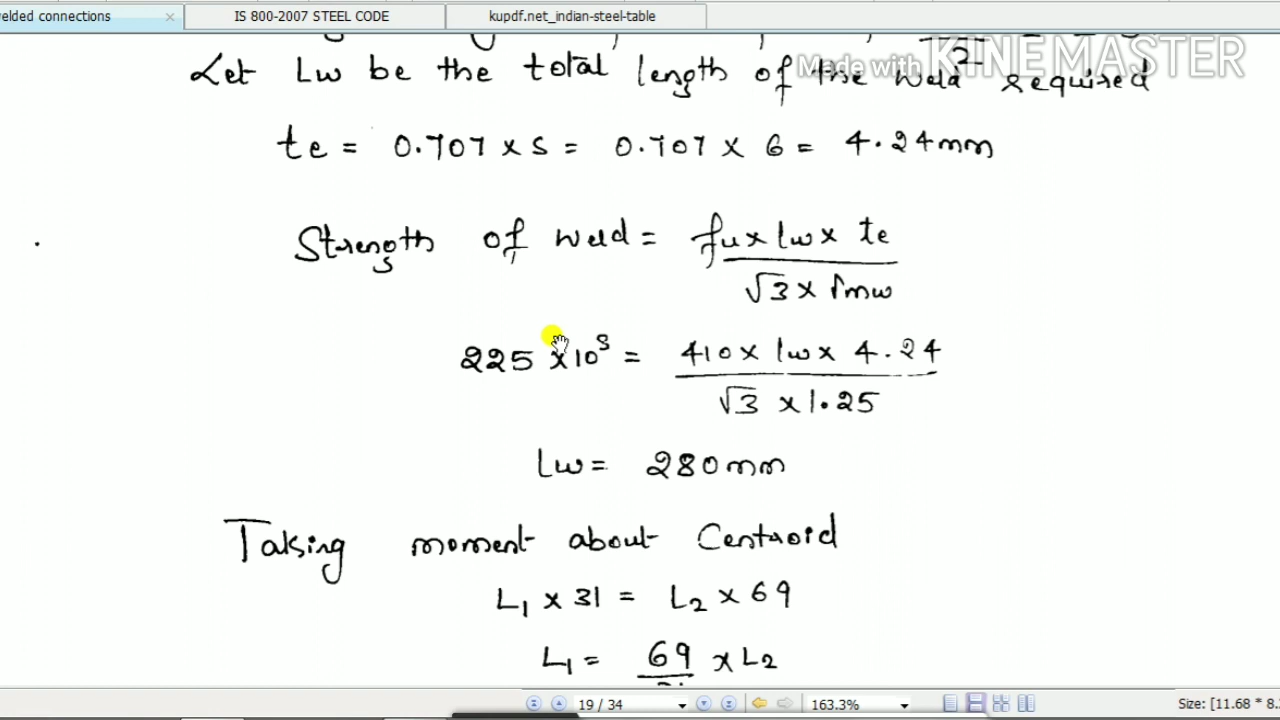 elded connections × IS 800-2007 STEEL CODE kupdf.net_indian-steel-table
Made with KINEMASTER
Let Lw be the total length of the weld required
te = 0.707 × s = 0.707 × 6 = 4.24mm
Strength of weld = fu × lw × te
√3 × γmw
225 × 10³ = 410 × lw × 4.24
√3 × 1.25
Lw = 280mm
Taking moment about Centroid
L₁ × 31 = L₂ × 69
L₁ = 69 × L₂
19 / 34 163.3% Size: [11.68 × 8.